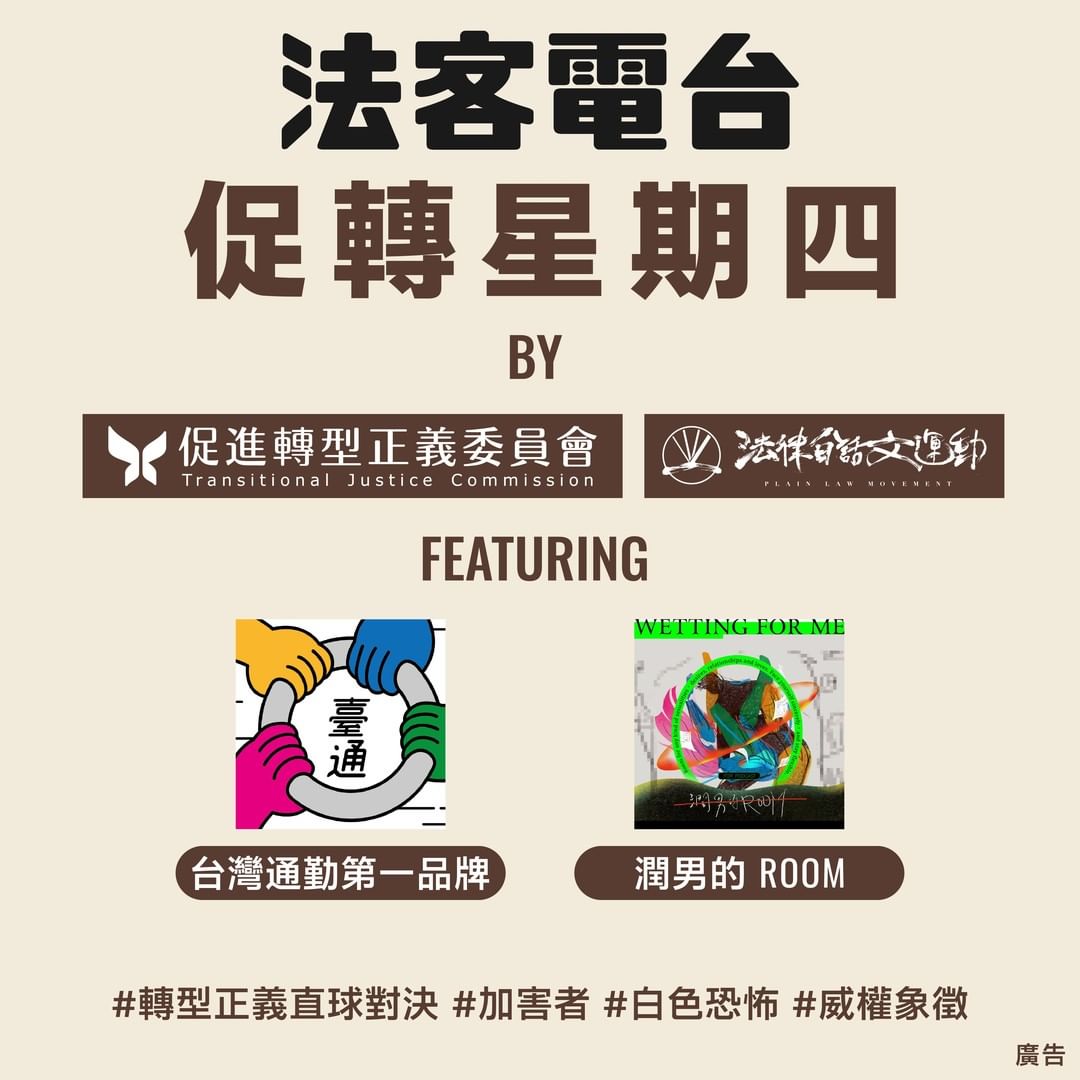 法客電台
促轉星期四
BY
促進轉型正義委員會
Transitional Justice Commission
法律白話文運動
PLAIN LAW MOVEMENT
FEATURING
臺通
WETTING FOR ME
潤男的ROOM
台灣通勤第一品牌
潤男的 ROOM
#轉型正義直球對決 #加害者 #白色恐怖 #威權象徵
廣告